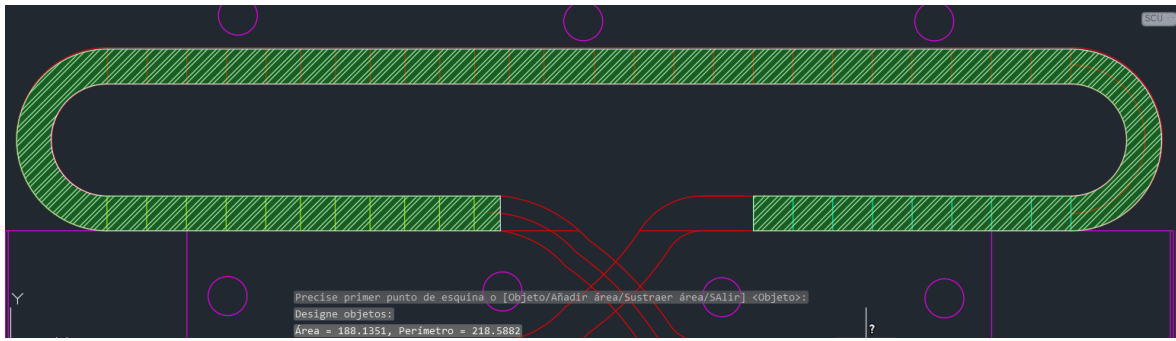 SCU
Precise primer punto de esquina o [Objeto/Añadir área/Sustraer área/SAlir] <Objeto>:
Designe objetos:
Área = 188.1351, Perímetro = 218.5882
Y
?